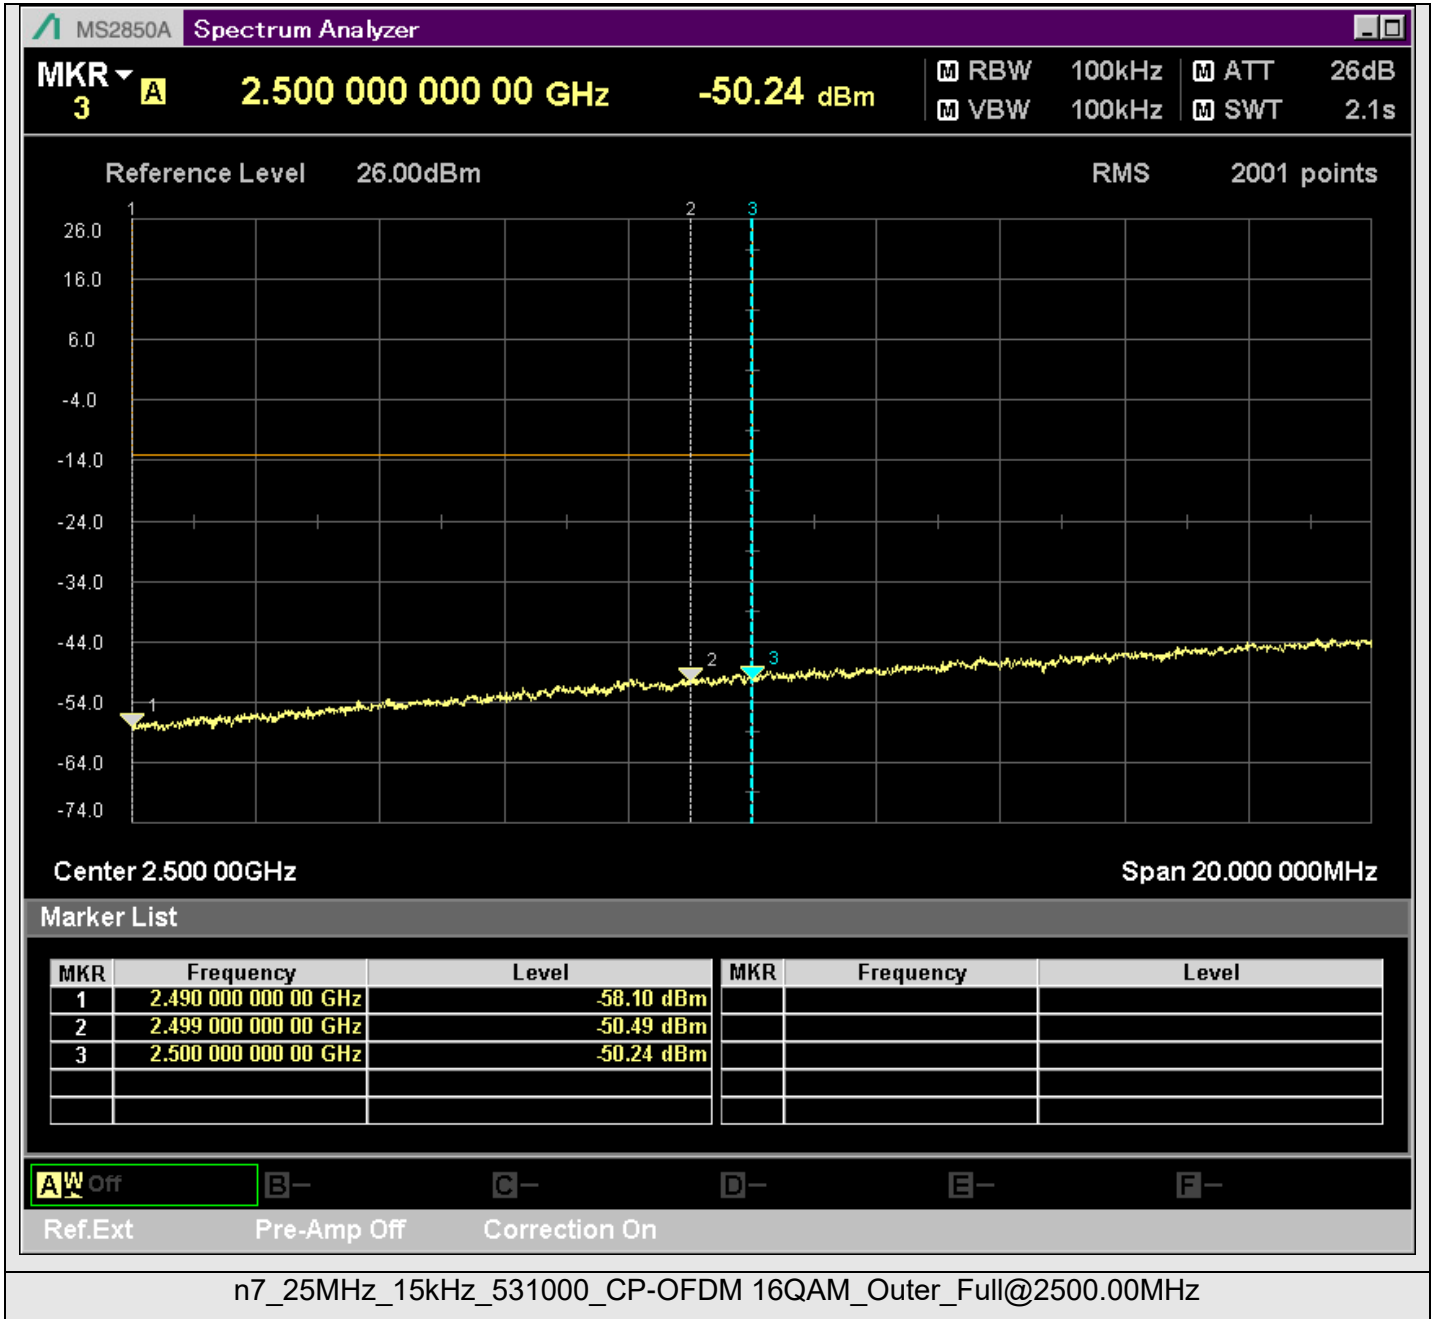 MS2850A Spectrum Analyzer
MKR A 2.500 000 000 00 GHz -50.24 dBm M RBW 100kHz M ATT 26dB
3 M VBW 100kHz M SWT 2.1s
Reference Level 26.00dBm RMS 2001 points
1 2 3
26.0
16.0
6.0
-4.0
-14.0
-24.0
-34.0
-44.0
2 3
-54.0 1
-64.0
-74.0
Center 2.500 00GHz Span 20.000 000MHz
Marker List
MKR Frequency Level MKR Frequency Level
1 2.490 000 000 00 GHz -58.10 dBm
2 2.499 000 000 00 GHz -50.49 dBm
3 2.500 000 000 00 GHz -50.24 dBm
A W Off B – C – D – E – F –
Ref.Ext Pre-Amp Off Correction On
n7_25MHz_15kHz_531000_CP-OFDM 16QAM_Outer_Full@2500.00MHz